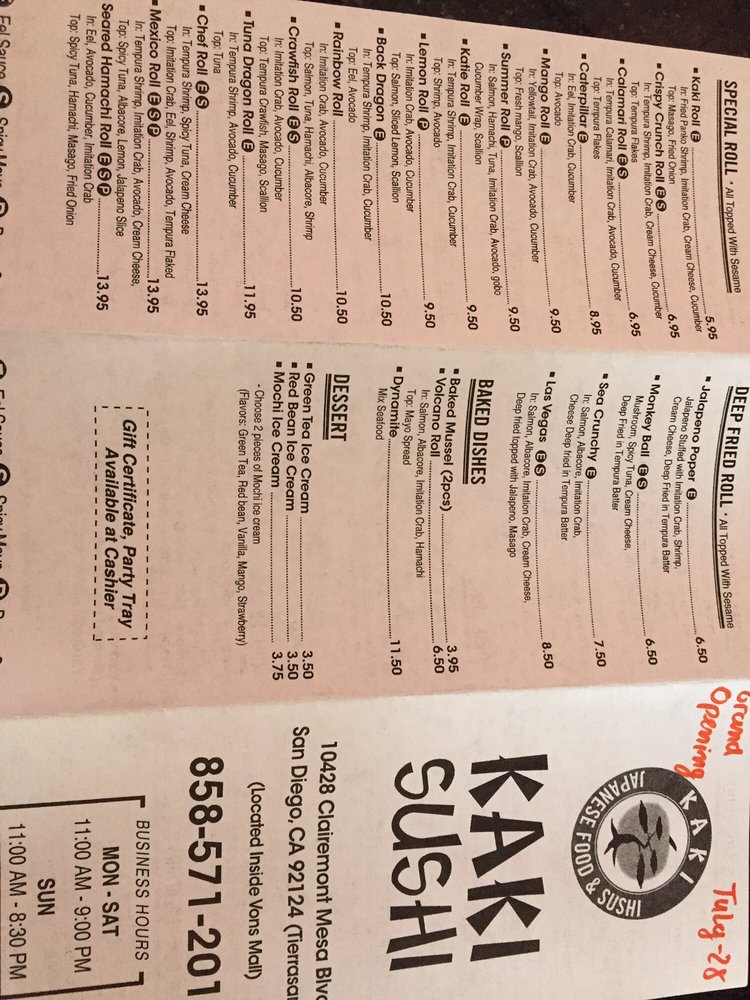 SPECIAL ROLL • All Topped With Sesame
▪ Kaki Roll E 5.95
In: Fried Panko Shrimp, Imitation Crab, Cream Cheese, Cucumber
Top: Masago, Fried Onion
▪ Crispy Crunch Roll E S 6.95
In: Tempura Shrimp, Imitation Crab, Cream Cheese, Cucumber
Top: Tempura Flakes
▪ Calamari Roll E S 6.95
In: Tempura Calamari, Imitation Crab, Avocado, Cucumber
Top: Tempura Flakes
▪ Caterpillar E 8.95
In: Eel, Imitation Crab, Cucumber
Top: Avocado
▪ Mango Roll E 9.50
In: Yellowtail, Imitation Crab, Avocado, Cucumber
Top: Fresh mango, Scallion
▪ Summer Roll P 9.50
In: Salmon, Hamachi, Tuna, Imitation Crab, Avocado, gobo
Cucumber Wrap, Scallion
▪ Katie Roll E 9.50
In: Tempura Shrimp, Imitation Crab, Cucumber
Top: Shrimp, Avocado
▪ Lemon Roll P 9.50
In: Imitation Crab, Avocado, Cucumber
Top: Salmon, Sliced Lemon, Scallion
▪ Back Dragon E 10.50
In: Tempura Shrimp, Imitation Crab, Cucumber
Top: Eel, Avocado
▪ Rainbow Roll 10.50
In: Imitation Crab, Avocado, Cucumber
Top: Salmon, Tuna, Hamachi, Albacore, Shrimp
▪ Crawfish Roll E S 10.50
In: Imitation Crab, Avocado, Cucumber
Top: Tempura Crawfish, Masago, Scallion
▪ Tuna Dragon Roll E 11.95
In: Tempura Shrimp, Avocado, Cucumber
Top: Tuna
▪ Chef Roll E S 13.95
In: Tempura Shrimp, Spicy Tuna, Cream Cheese
Top: Imitation Crab, Eel, Shrimp, Avocado, Tempura Flaked
▪ Mexico Roll E S P 13.95
In: Tempura Shrimp, Imitation Crab, Avocado, Cream Cheese,
Top: Spicy Tuna, Albacore, Lemon, Jalapeno Slice
Seared Hamachi Roll E S P 13.95
In: Eel, Avocado, Cucumber, Imitation Crab
Top: Spicy Tuna, Hamachi, Masago, Fried Onion
DEEP FRIED ROLL • All Topped With Sesame
▪ Jalapeno Poper E 6.50
Jalapeno Stuffed with Imitation Crab, Shrimp,
Cream Cheese, Deep Fried in Tempura Batter
▪ Monkey Ball E S 6.50
Mushroom, Spicy Tuna, Cream Cheese,
Deep Fried in Tempura Batter
▪ Sea Crunchy E 7.50
In: Salmon, Albacore, Imitation Crab,
Cheese Deep fried in Tempura Batter
▪ Las Vegas E S 8.50
In: Salmon, Albacore, Imitation Crab, Cream Cheese,
Deep fried topped with Jalapeno, Masago
BAKED DISHES
▪ Baked Mussel (2pcs) 3.95
▪ Volcano Roll 6.50
In: Salmon, Albacore, Imitation Crab, Hamachi
Top: Mayo Spread
▪ Dynamite 11.50
Mix Seafood
DESSERT
▪ Green Tea Ice Cream 3.50
▪ Red Bean Ice Cream 3.50
▪ Mochi Ice Cream 3.75
- Choose 2 pieces of Mochi ice cream
(Flavors: Green Tea, Red bean, Vanilla, Mango, Strawberry)
Gift Certificate, Party Tray
Available at Cashier
Grand
Opening
July-28
KAKI
JAPANESE FOOD & SUSHI
KAKI
SUSHI
10428 Clairemont Mesa Blv
San Diego, CA 92124 (Tierrasa
(Located Inside Vons Mall)
858-571-201
BUSINESS HOURS
MON - SAT
11:00 AM - 9:00 PM
SUN
11:00 AM - 8:30 PM